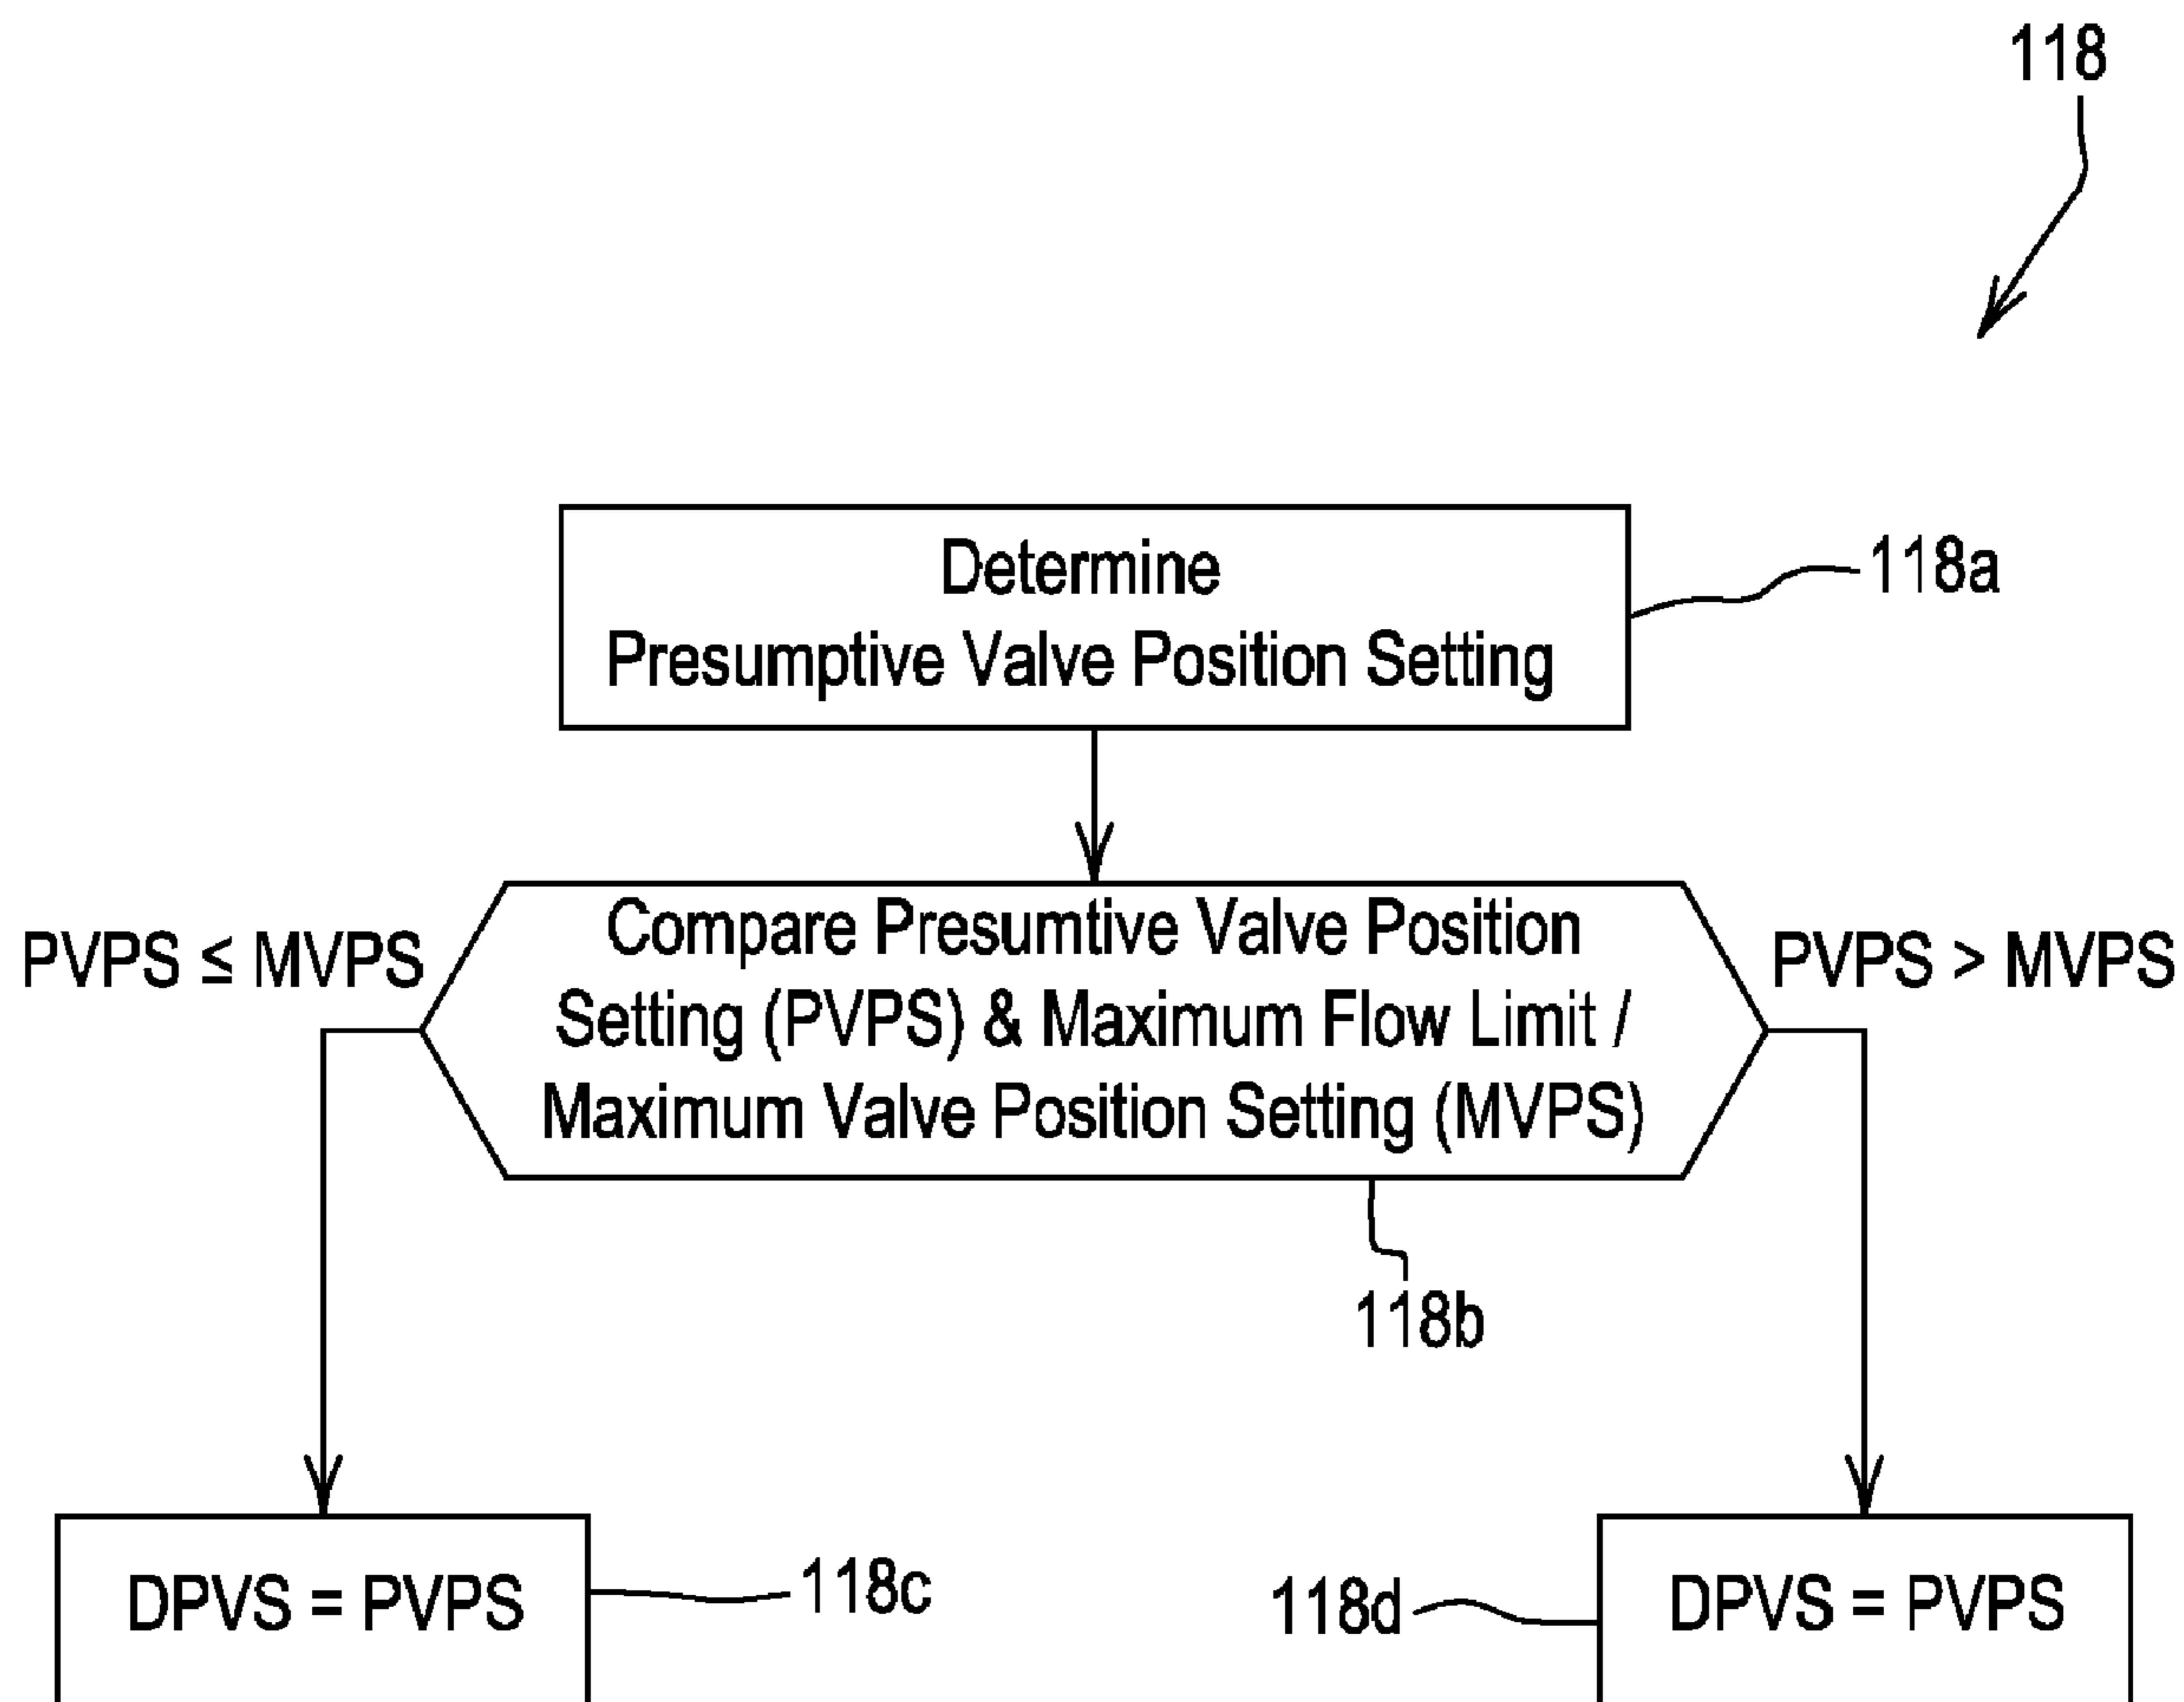 118
Determine
Presumptive Valve Position Setting
118a
PVPS ≤ MVPS
Compare Presumtive Valve Position
Setting (PVPS) & Maximum Flow Limit /
Maximum Valve Position Setting (MVPS)
PVPS > MVPS
118b
DPVS = PVPS
118c
118d
DPVS = PVPS